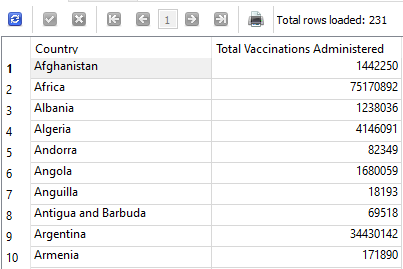 1 Total rows loaded: 231
Country Total Vaccinations Administered
1 Afghanistan 1442250
2 Africa 75170892
3 Albania 1238036
4 Algeria 4146091
5 Andorra 82349
6 Angola 1680059
7 Anguilla 18193
8 Antigua and Barbuda 69518
9 Argentina 34430142
10 Armenia 171890